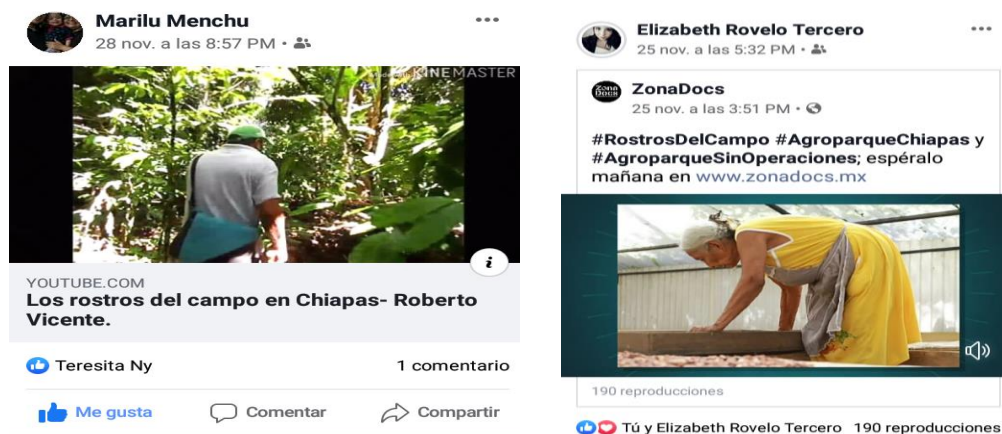 Marilu Menchu
28 nov. a las 8:57 PM •
KINEMASTER
YOUTUBE.COM
Los rostros del campo en Chiapas- Roberto
Vicente.
Teresita Ny
1 comentario
Me gusta
Comentar
Compartir
Elizabeth Rovelo Tercero
25 nov. a las 5:32 PM •
Zona
Docs
ZonaDocs
25 nov. a las 3:51 PM •
#RostrosDelCampo #AgroparqueChiapas y
#AgroparqueSinOperaciones; espéralo
mañana en www.zonadocs.mx
190 reproducciones
Tú y Elizabeth Rovelo Tercero 190 reproducciones